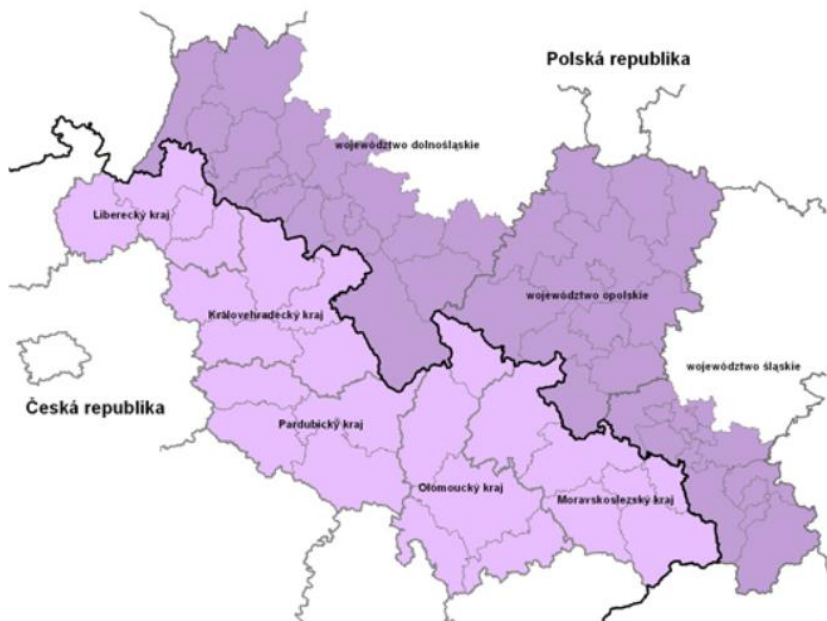 Polská republika
województwo dolnośląskie
Liberecký kraj
województwo opolskie
Královehradecký kraj
województwo śląskie
Česká republika
Pardubický kraj
Olomoucký kraj
Moravskoslezský kraj